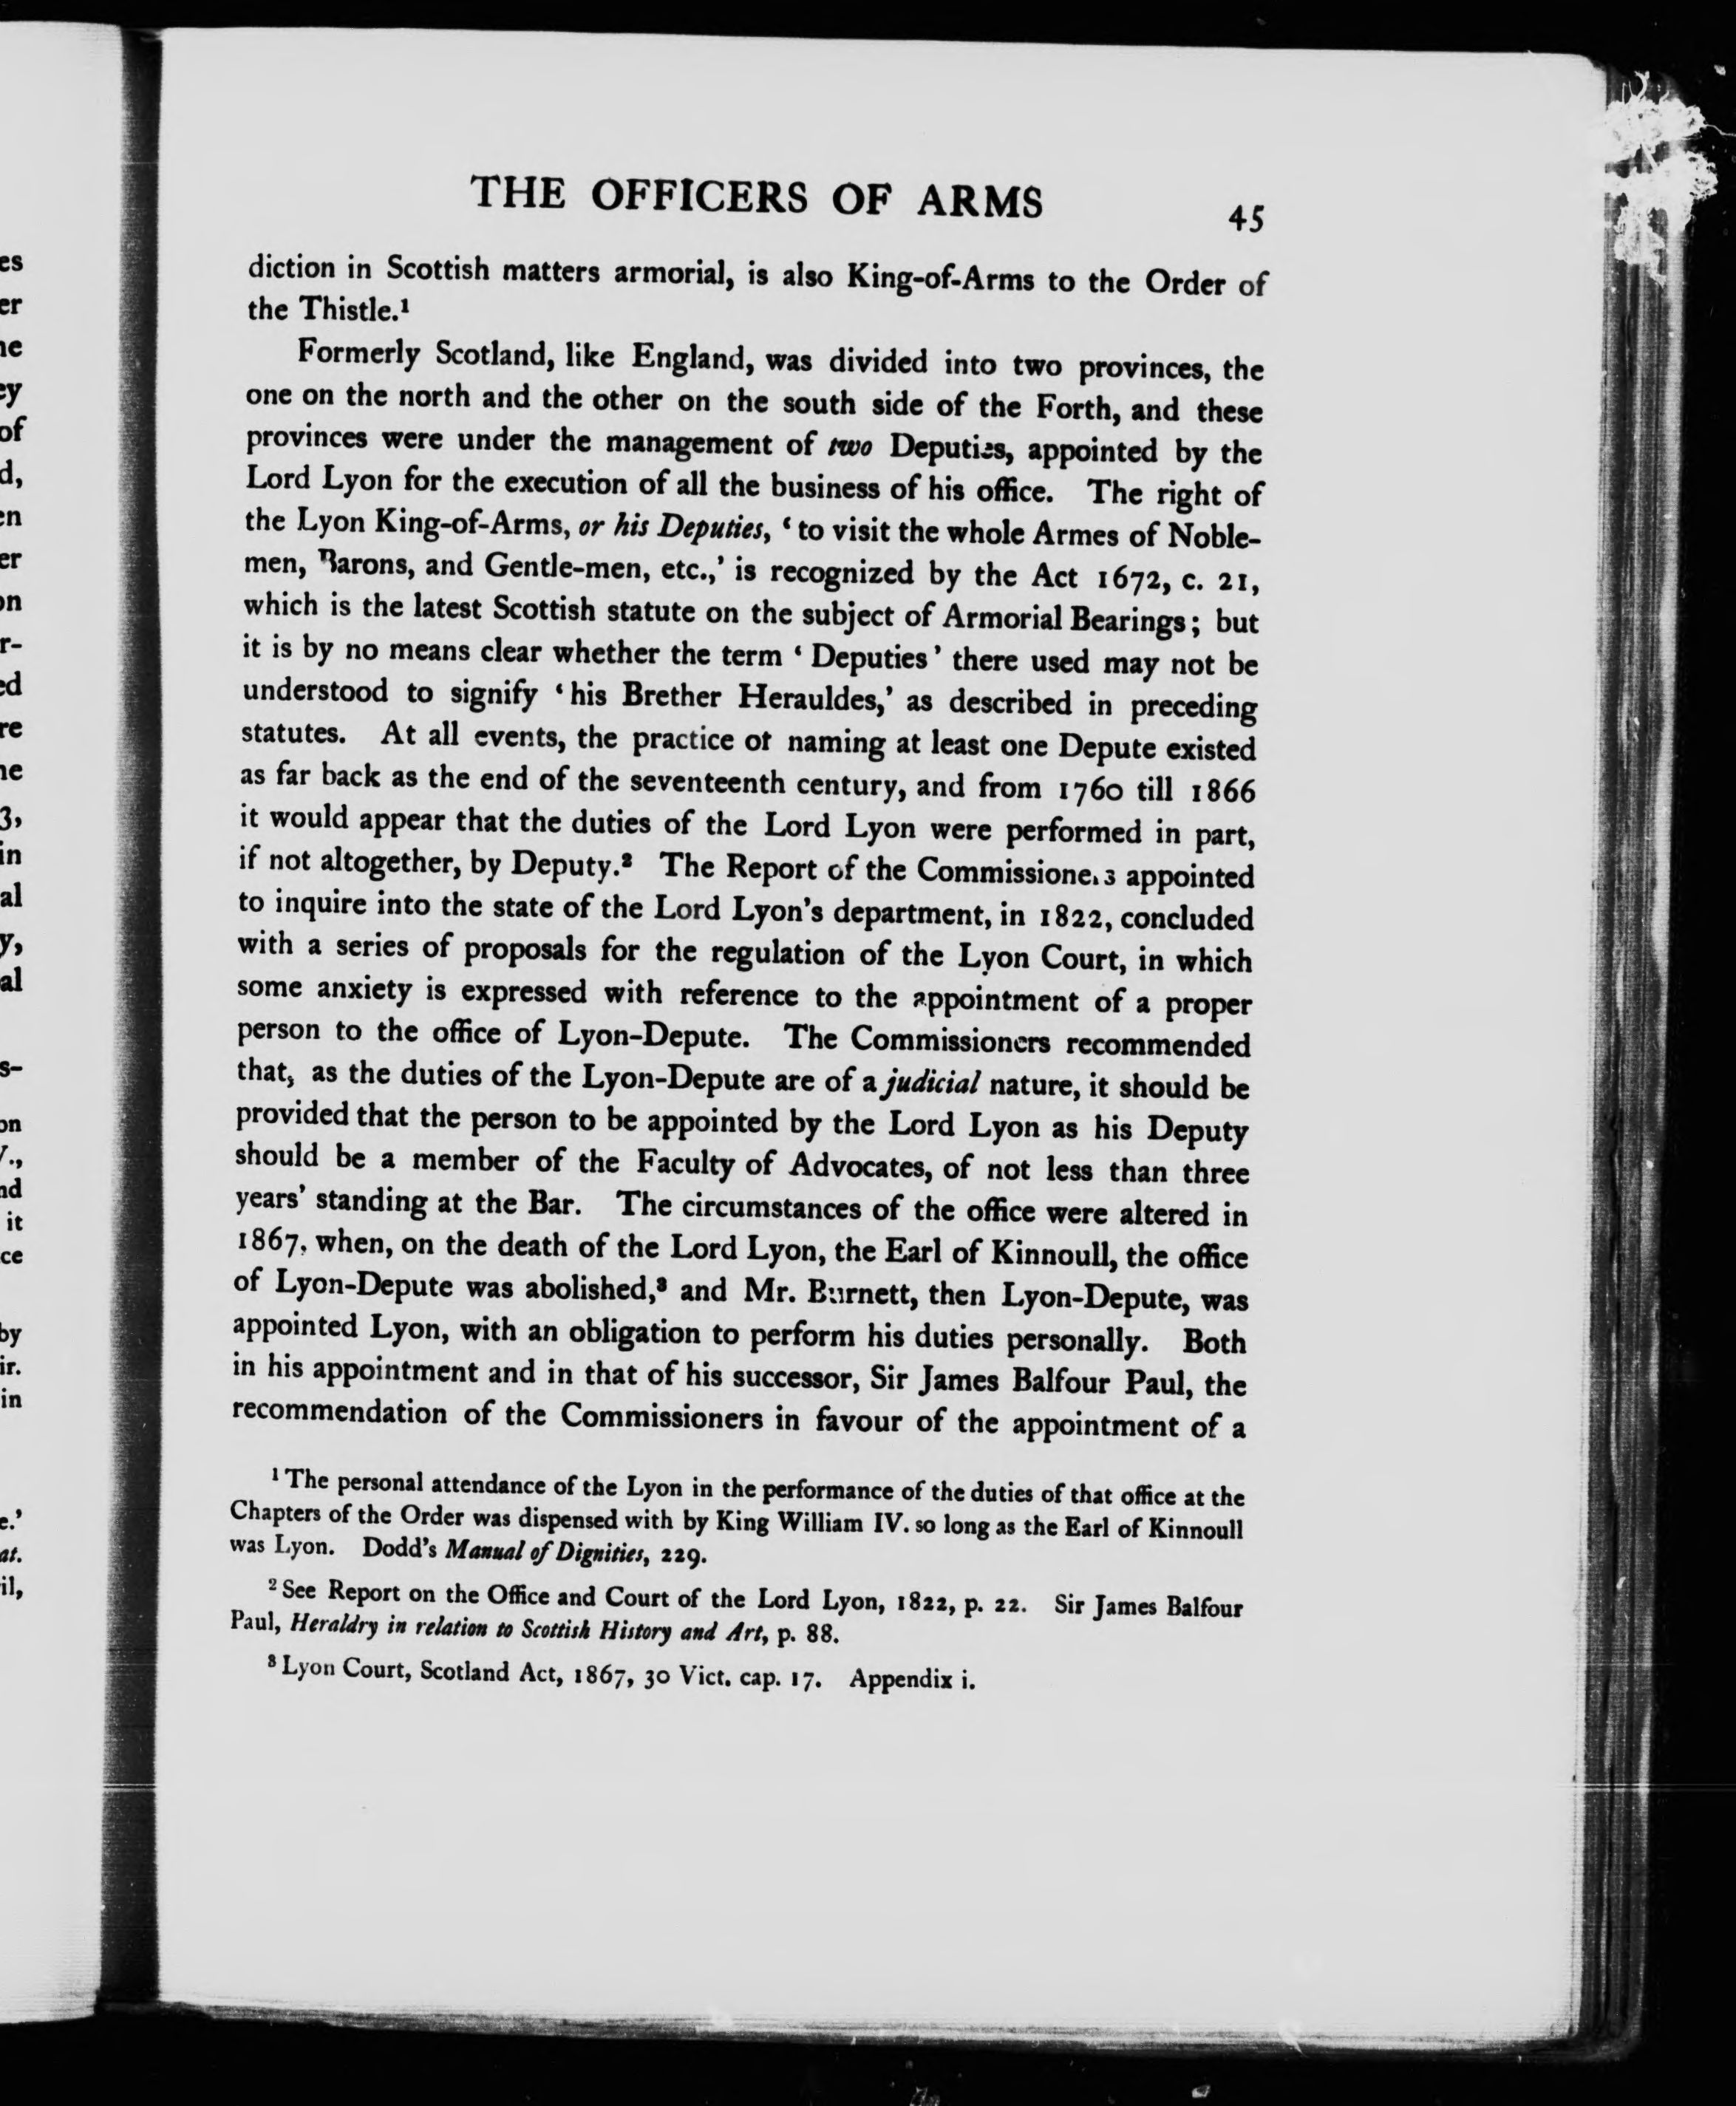 THE OFFICERS OF ARMS 45
diction in Scottish matters armorial, is also King-of-Arms to the Order of
the Thistle.¹
Formerly Scotland, like England, was divided into two provinces, the
one on the north and the other on the south side of the Forth, and these
provinces were under the management of two Deputies, appointed by the
Lord Lyon for the execution of all the business of his office. The right of
the Lyon King-of-Arms, or his Deputies, ‘to visit the whole Armes of Noble-
men, Barons, and Gentle-men, etc.,’ is recognized by the Act 1672, c. 21,
which is the latest Scottish statute on the subject of Armorial Bearings; but
it is by no means clear whether the term ‘Deputies’ there used may not be
understood to signify ‘his Brether Herauldes,’ as described in preceding
statutes. At all events, the practice of naming at least one Depute existed
as far back as the end of the seventeenth century, and from 1760 till 1866
it would appear that the duties of the Lord Lyon were performed in part,
if not altogether, by Deputy.² The Report of the Commissioners appointed
to inquire into the state of the Lord Lyon's department, in 1822, concluded
with a series of proposals for the regulation of the Lyon Court, in which
some anxiety is expressed with reference to the appointment of a proper
person to the office of Lyon-Depute. The Commissioners recommended
that, as the duties of the Lyon-Depute are of a judicial nature, it should be
provided that the person to be appointed by the Lord Lyon as his Deputy
should be a member of the Faculty of Advocates, of not less than three
years' standing at the Bar. The circumstances of the office were altered in
1867, when, on the death of the Lord Lyon, the Earl of Kinnoull, the office
of Lyon-Depute was abolished,³ and Mr. Burnett, then Lyon-Depute, was
appointed Lyon, with an obligation to perform his duties personally. Both
in his appointment and in that of his successor, Sir James Balfour Paul, the
recommendation of the Commissioners in favour of the appointment of a
¹ The personal attendance of the Lyon in the performance of the duties of that office at the
Chapters of the Order was dispensed with by King William IV. so long as the Earl of Kinnoull
was Lyon. Dodd's Manual of Dignities, 229.
² See Report on the Office and Court of the Lord Lyon, 1822, p. 22. Sir James Balfour
Paul, Heraldry in relation to Scottish History and Art, p. 88.
³ Lyon Court, Scotland Act, 1867, 30 Vict. cap. 17. Appendix i.